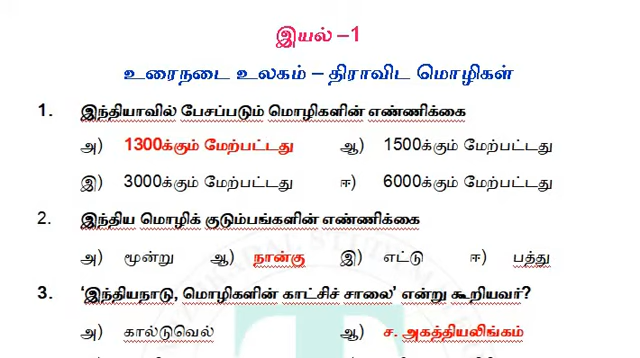 இயல் –1
உரைநடை உலகம் – திராவிட மொழிகள்
1. இந்தியாவில் பேசப்படும் மொழிகளின் எண்ணிக்கை
அ) 1300க்கும் மேற்பட்டது ஆ) 1500க்கும் மேற்பட்டது
இ) 3000க்கும் மேற்பட்டது ஈ) 6000க்கும் மேற்பட்டது
2. இந்திய மொழிக் குடும்பங்களின் எண்ணிக்கை
அ) மூன்று ஆ) நான்கு இ) எட்டு ஈ) பத்து
3. ‘இந்தியநாடு, மொழிகளின் காட்சிச் சாலை’ என்று கூறியவர்?
அ) கால்டுவெல் ஆ) ச. அகத்தியலிங்கம்